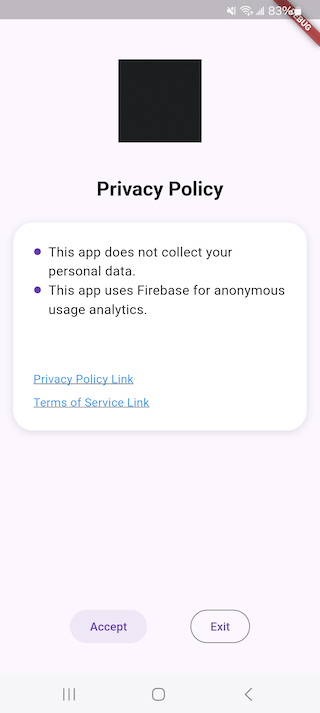 83%
Privacy Policy
This app does not collect your
personal data.
This app uses Firebase for anonymous
usage analytics.
Privacy Policy Link
Terms of Service Link
Accept
Exit